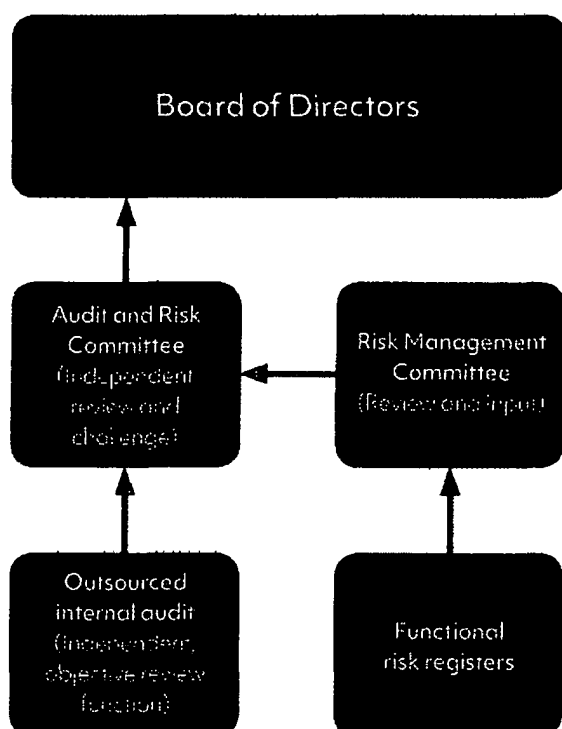 Board of Directors
Audit and Risk
Committee
(Independent
review and
challenge)
Risk Management
Committee
(Review and input)
Outsourced
internal audit
(Independent,
objective review
function)
Functional
risk registers